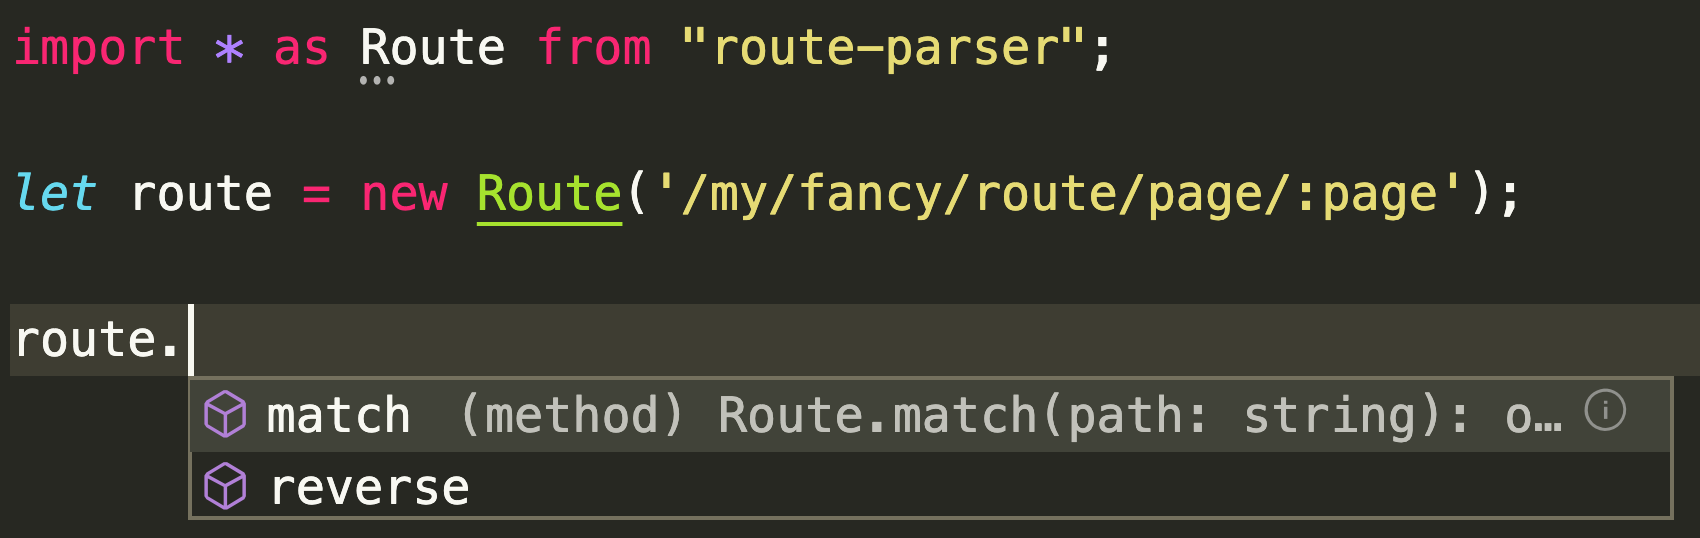 import * as Route from "route-parser";
let route = new Route('/my/fancy/route/page/:page');
route.
match (method) Route.match(path: string): o…
reverse